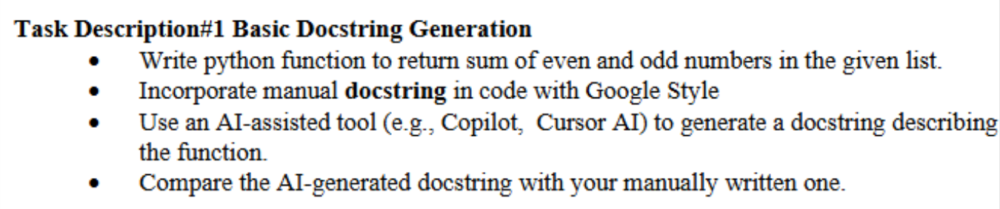 Task Description#1 Basic Docstring Generation
• Write python function to return sum of even and odd numbers in the given list.
• Incorporate manual docstring in code with Google Style
• Use an AI-assisted tool (e.g., Copilot, Cursor AI) to generate a docstring describing
the function.
• Compare the AI-generated docstring with your manually written one.